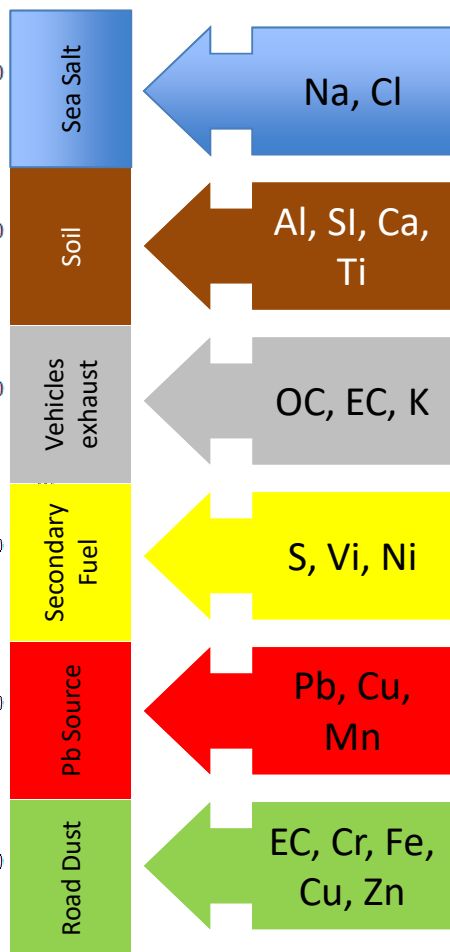 Sea Salt
Na, Cl
Soil
Al, SI, Ca,
Ti
Vehicles
exhaust
OC, EC, K
Secondary
Fuel
S, Vi, Ni
Pb Source
Pb, Cu,
Mn
Road Dust
EC, Cr, Fe,
Cu, Zn